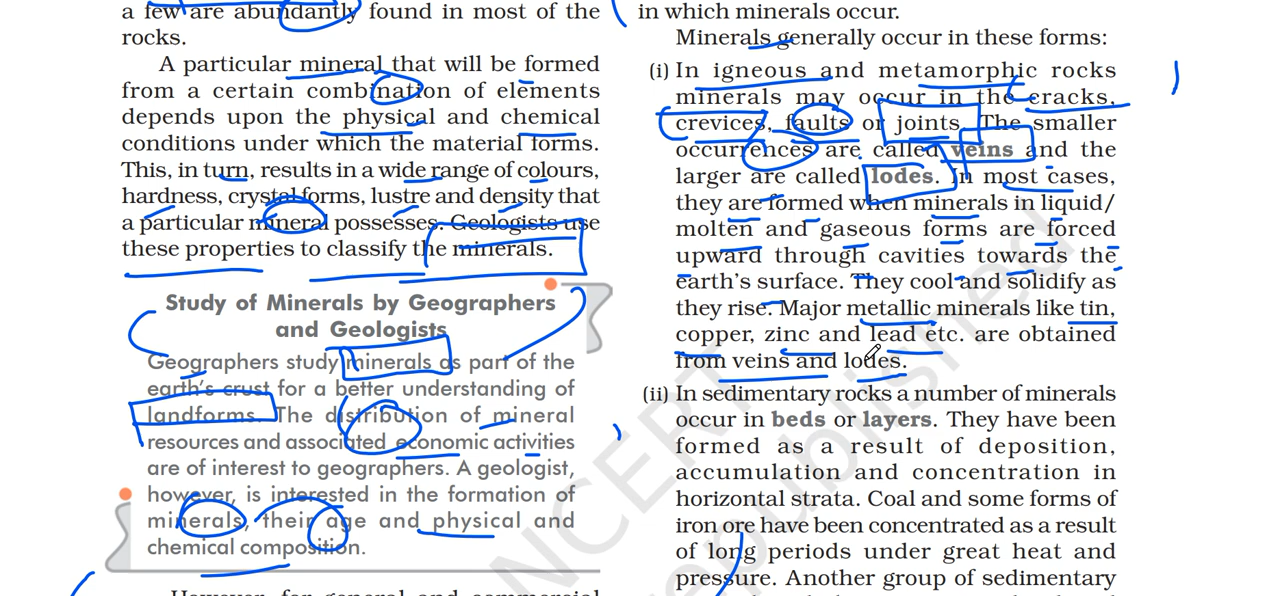 a few are abundantly found in most of the
rocks.
A particular mineral that will be formed
from a certain combination of elements
depends upon the physical and chemical
conditions under which the material forms.
This, in turn, results in a wide range of colours,
hardness, crystal forms, lustre and density that
a particular mineral possesses. Geologists use
these properties to classify the minerals.
Study of Minerals by Geographers
and Geologists
Geographers study minerals as part of the
earth's crust for a better understanding of
landforms. The distribution of mineral
resources and associated economic activities
are of interest to geographers. A geologist,
however, is interested in the formation of
minerals, their age and physical and
chemical composition.
However, for general and commercial
in which minerals occur.
Minerals generally occur in these forms:
(i) In igneous and metamorphic rocks
minerals may occur in the cracks,
crevices, faults or joints. The smaller
occurrences are called veins and the
larger are called lodes. In most cases,
they are formed when minerals in liquid/
molten and gaseous forms are forced
upward through cavities towards the
earth's surface. They cool and solidify as
they rise. Major metallic minerals like tin,
copper, zinc and lead etc. are obtained
from veins and lodes.
(ii) In sedimentary rocks a number of minerals
occur in beds or layers. They have been
formed as a result of deposition,
accumulation and concentration in
horizontal strata. Coal and some forms of
iron ore have been concentrated as a result
of long periods under great heat and
pressure. Another group of sedimentary
NCERT
republished